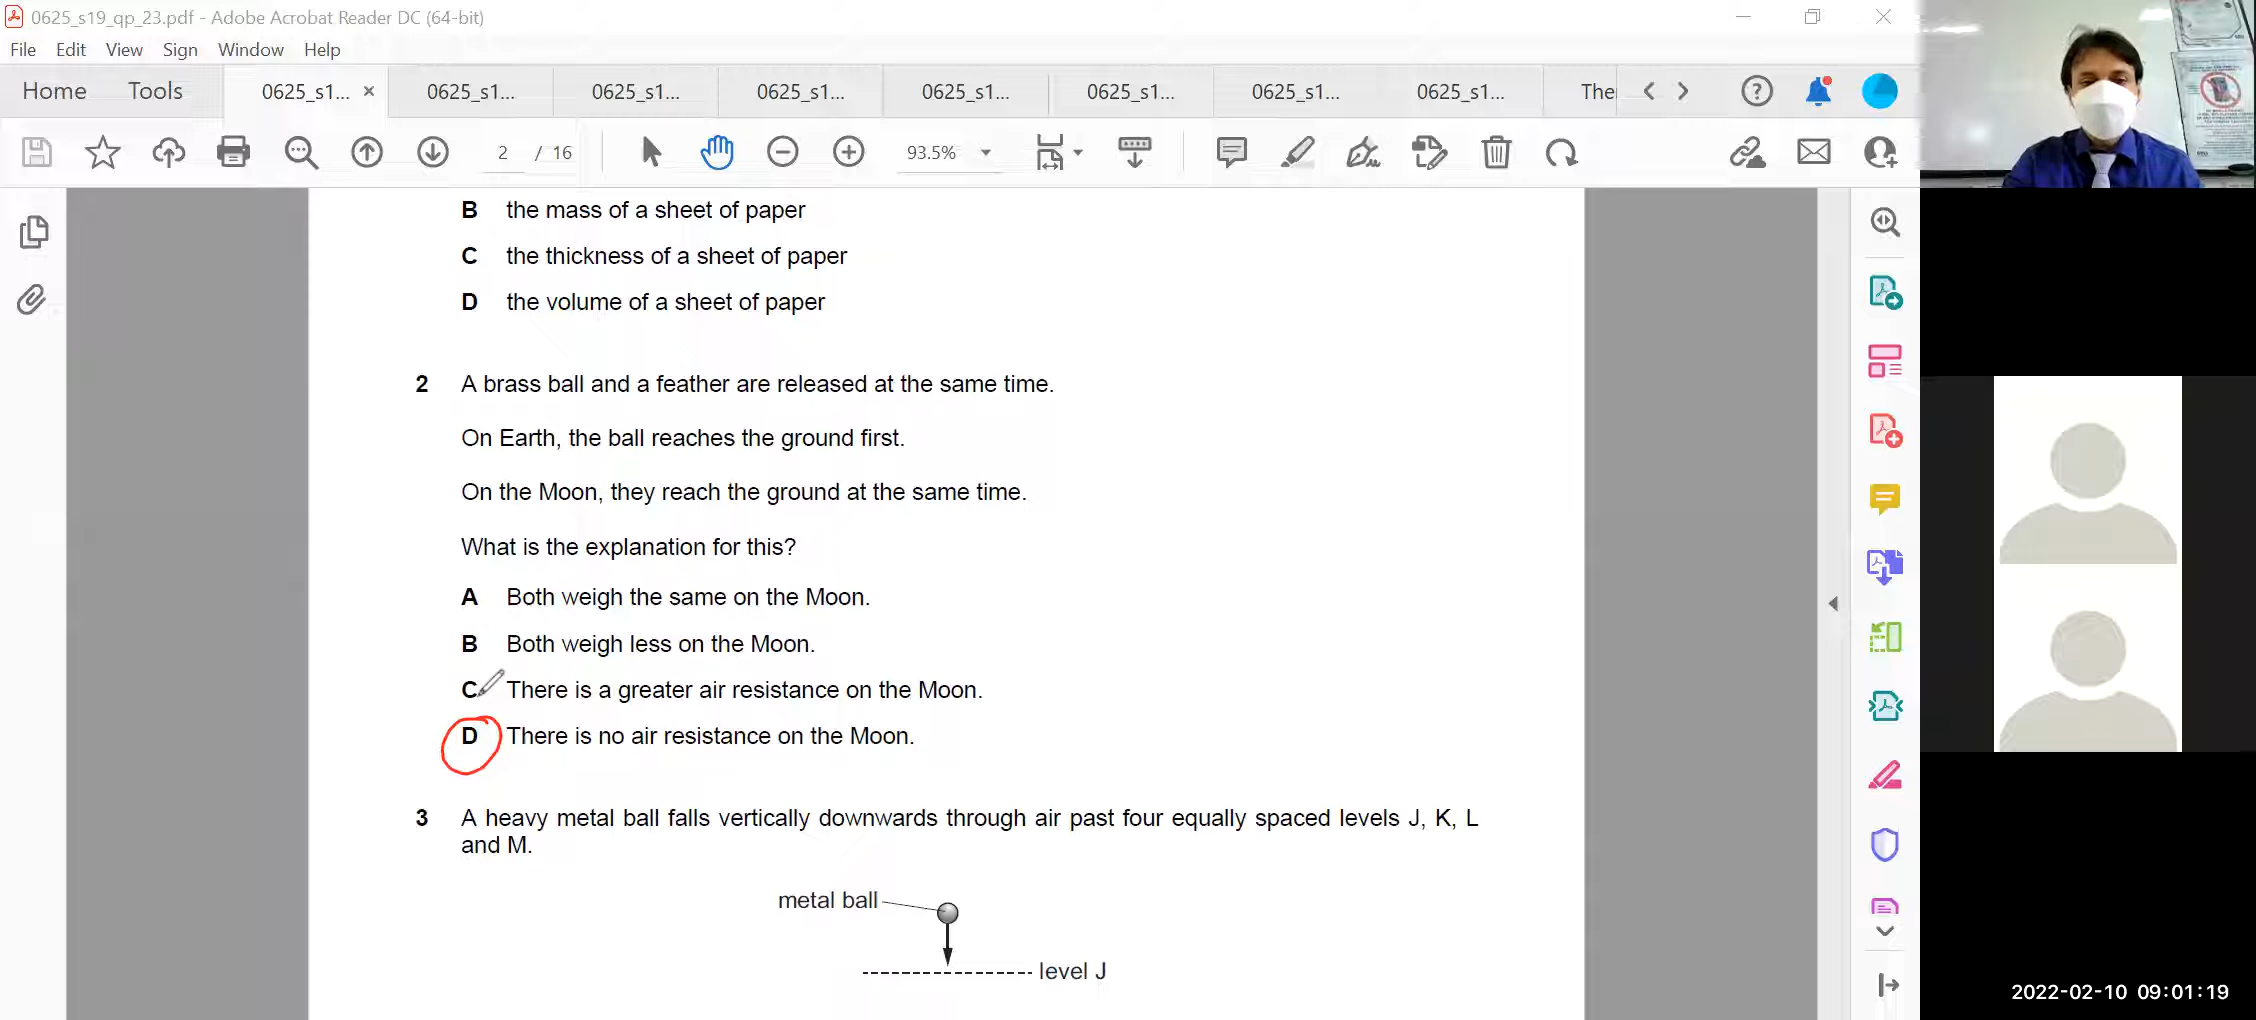 0625_s19_qp_23.pdf - Adobe Acrobat Reader DC (64-bit)
File Edit View Sign Window Help
Home Tools 0625_s1... × 0625_s1... 0625_s1... 0625_s1... 0625_s1... 0625_s1... 0625_s1... 0625_s1... The
2 / 16 93.5%
B the mass of a sheet of paper
C the thickness of a sheet of paper
D the volume of a sheet of paper
2 A brass ball and a feather are released at the same time.
On Earth, the ball reaches the ground first.
On the Moon, they reach the ground at the same time.
What is the explanation for this?
A Both weigh the same on the Moon.
B Both weigh less on the Moon.
C There is a greater air resistance on the Moon.
D There is no air resistance on the Moon.
3 A heavy metal ball falls vertically downwards through air past four equally spaced levels J, K, L
and M.
metal ball
level J
2022-02-10 09:01:19